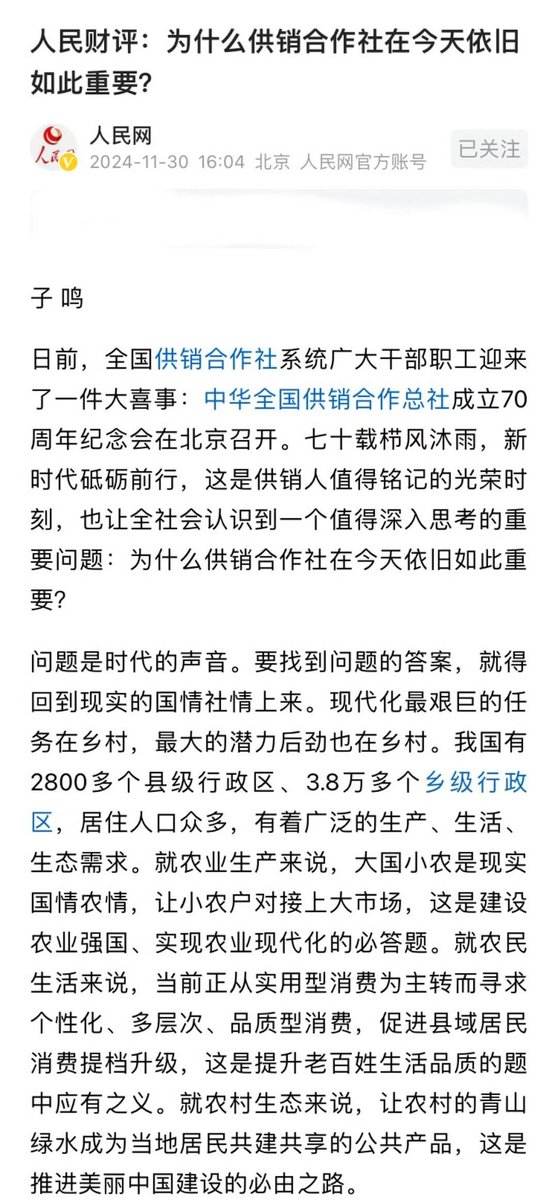 人民财评：为什么供销合作社在今天依旧
如此重要?
人民网
2024-11-30 16:04 北京 人民网官方账号
已关注
子 鸣
日前，全国供销合作社系统广大干部职工迎来
了一件大喜事：中华全国供销合作总社成立70
周年纪念会在北京召开。七十载栉风沐雨，新
时代砥砺前行，这是供销人值得铭记的光荣时
刻，也让全社会认识到一个值得深入思考的重
要问题：为什么供销合作社在今天依旧如此重
要?
问题是时代的声音。要找到问题的答案，就得
回到现实的国情社情上来。现代化最艰巨的任
务在乡村，最大的潜力后劲也在乡村。我国有
2800多个县级行政区、3.8万多个乡级行政
区，居住人口众多，有着广泛的生产、生活、
生态需求。就农业生产来说，大国小农是现实
国情农情，让小农户对接上大市场，这是建设
农业强国、实现农业现代化的必答题。就农民
生活来说，当前正从实用型消费为主转而寻求
个性化、多层次、品质型消费，促进县域居民
消费提档升级，这是提升老百姓生活品质的题
中应有之义。就农村生态来说，让农村的青山
绿水成为当地居民共建共享的公共产品，这是
推进美丽中国建设的必由之路。